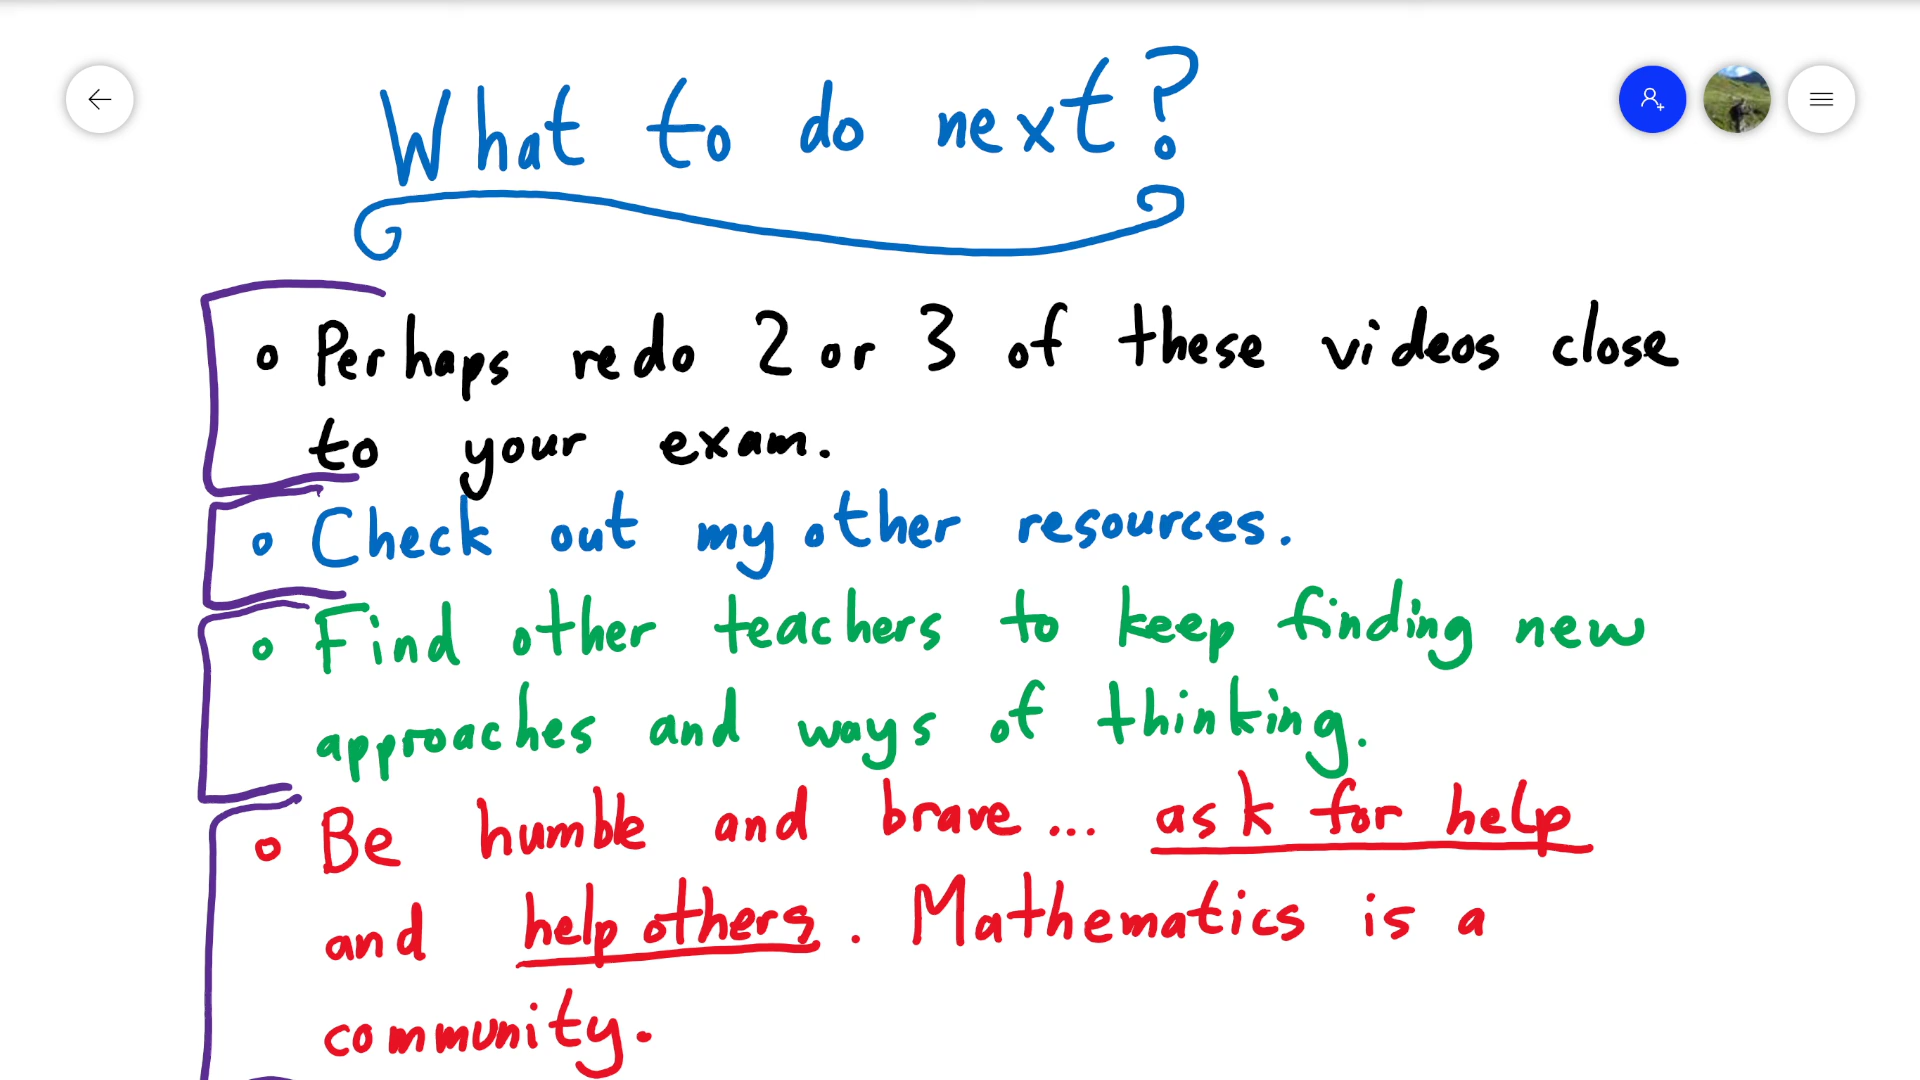 What to do next?
Perhaps redo 2 or 3 of these videos close
to your exam.
Check out my other resources.
Find other teachers to keep finding new
approaches and ways of thinking.
Be humble and brave... ask for help
and help others. Mathematics is a
community.